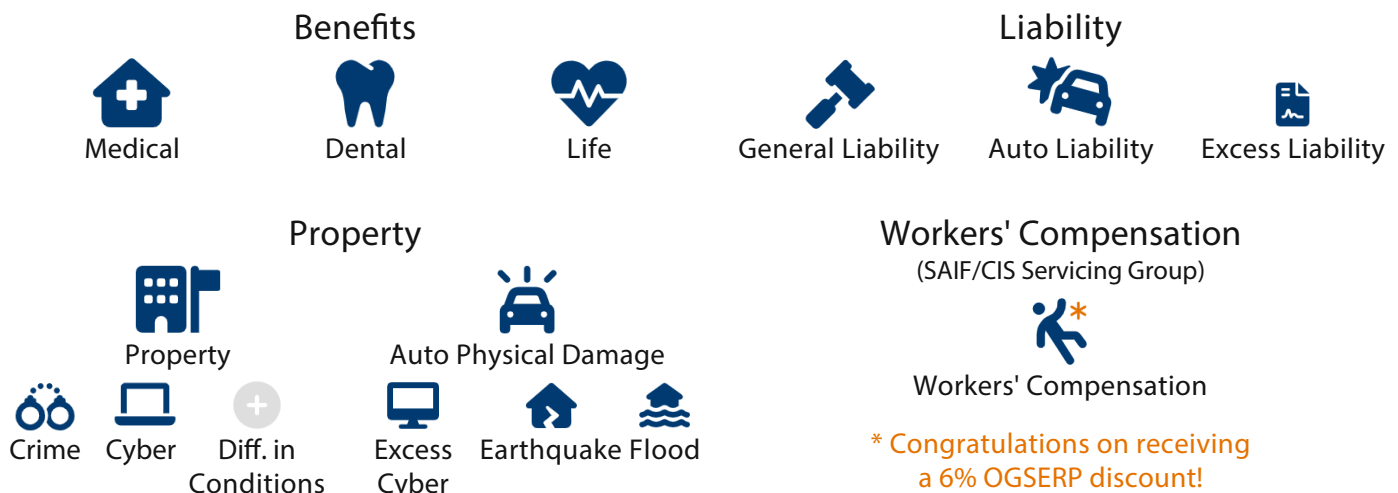 Benefits
Medical
Dental
Life
Liability
General Liability
Auto Liability
Excess Liability
Property
Property
Auto Physical Damage
Crime
Cyber
Diff. in
Conditions
Excess
Cyber
Earthquake
Flood
Workers' Compensation
(SAIF/CIS Servicing Group)
*
Workers' Compensation
* Congratulations on receiving
a 6% OGSERP discount!